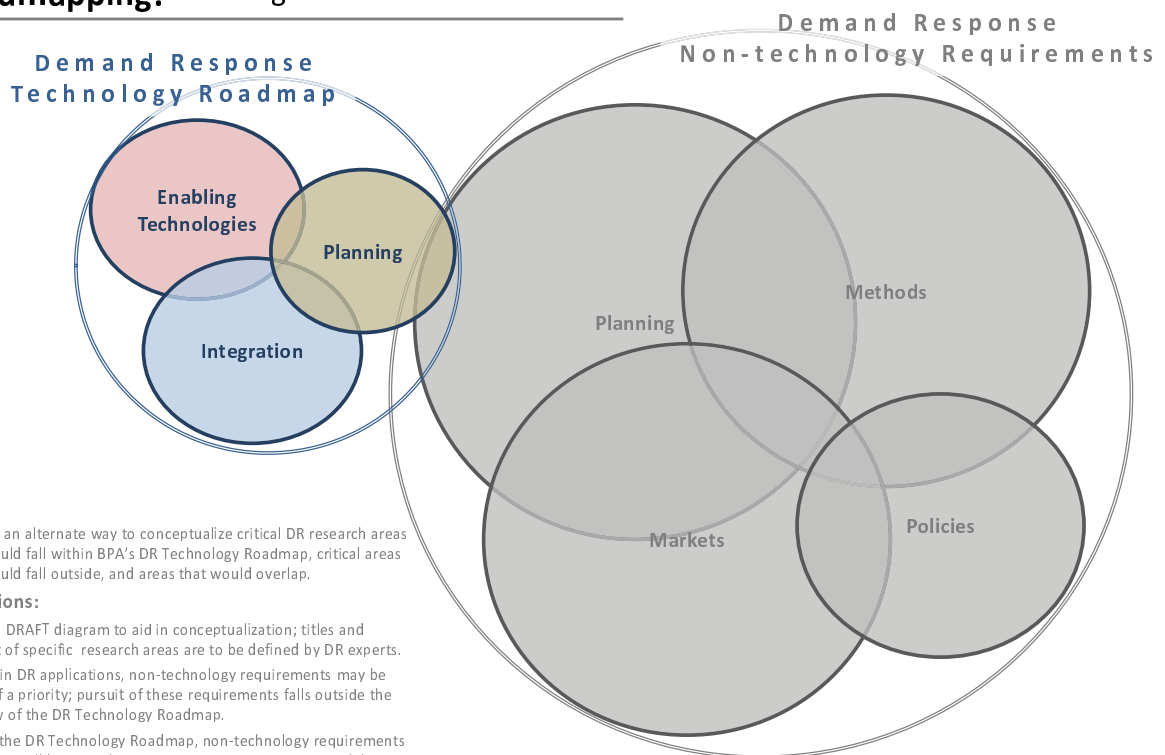 Demand Response
Technology Roadmap
Enabling
Technologies
Planning
Integration
Demand Response
Non-technology Requirements
Planning
Methods
Markets
Policies
an alternate way to conceptualize critical DR research areas
fall within BPA's DR Technology Roadmap, critical areas
fall outside, and areas that would overlap.
DRAFT diagram to aid in conceptualization; titles and
of specific research areas are to be defined by DR experts.
in DR applications, non-technology requirements may be
a priority; pursuit of these requirements falls outside the
of the DR Technology Roadmap.
the DR Technology Roadmap, non-technology requirements